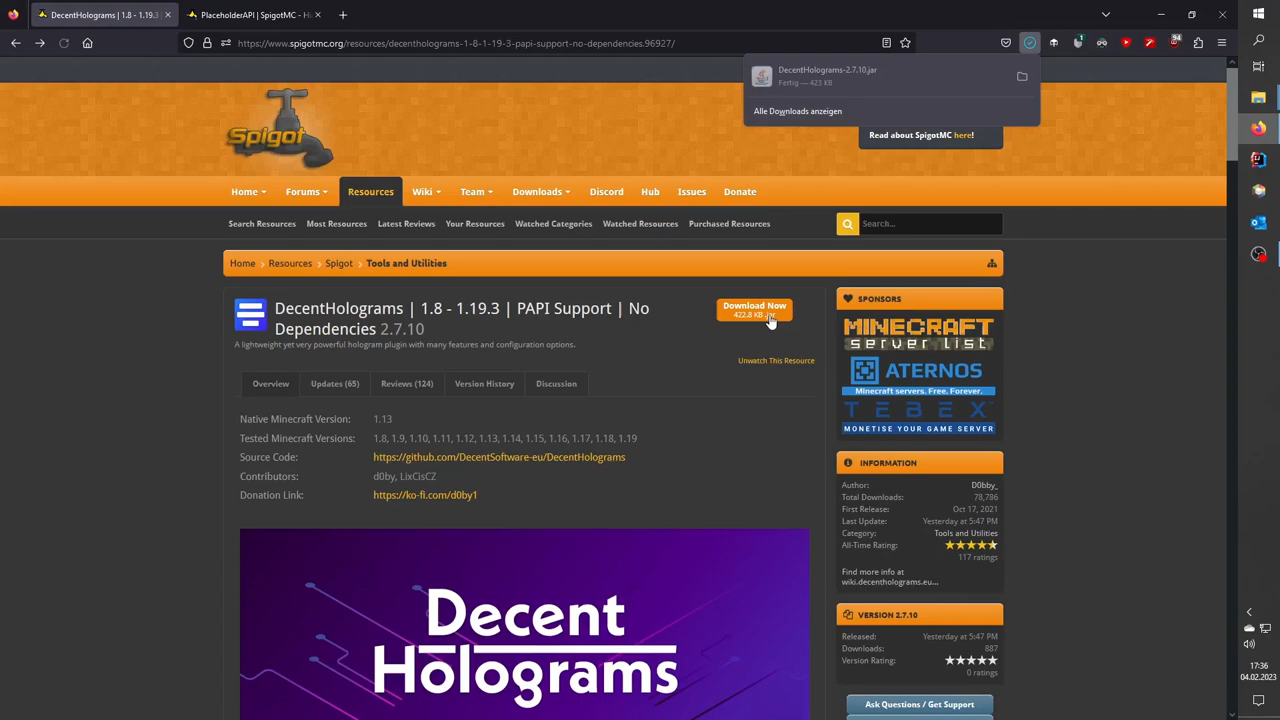 DecentHolograms | 1.8 - 1.19.3 |
PlaceholderAPI | SpigotMC - Hi
https://www.spigotmc.org/resources/decentholograms-1-8-1-19-3-papi-support-no-dependencies.96927/
94
DecentHolograms-2.7.10.jar
Fertig — 423 KB
Alle Downloads anzeigen
Spigot
Read about SpigotMC here!
Home
Forums
Resources
Wiki
Team
Downloads
Discord
Hub
Issues
Donate
Search Resources
Most Resources
Latest Reviews
Your Resources
Watched Categories
Watched Resources
Purchased Resources
Search...
Home
Resources
Spigot
Tools and Utilities
DecentHolograms | 1.8 - 1.19.3 | PAPI Support | No
Dependencies 2.7.10
A lightweight yet very powerful hologram plugin with many features and configuration options.
Download Now
422.8 KB .jar
Unwatch This Resource
Overview
Updates (65)
Reviews (124)
Version History
Discussion
Native Minecraft Version: 1.13
Tested Minecraft Versions: 1.8, 1.9, 1.10, 1.11, 1.12, 1.13, 1.14, 1.15, 1.16, 1.17, 1.18, 1.19
Source Code: https://github.com/DecentSoftware-eu/DecentHolograms
Contributors: d0by, LixCisCZ
Donation Link: https://ko-fi.com/d0by1
Decent
Holograms
SPONSORS
MINECRAFT
server list
ATERNOS
Minecraft servers. Free. Forever.
TEBEX
MONETISE YOUR GAME SERVER
INFORMATION
Author: D0bby_
Total Downloads: 78,786
First Release: Oct 17, 2021
Last Update: Yesterday at 5:47 PM
Category: Tools and Utilities
All-Time Rating:
117 ratings
Find more info at
wiki.decentholograms.eu...
VERSION 2.7.10
Released: Yesterday at 5:47 PM
Downloads: 887
Version Rating:
0 ratings
Ask Questions / Get Support
17:36
04.02.2023